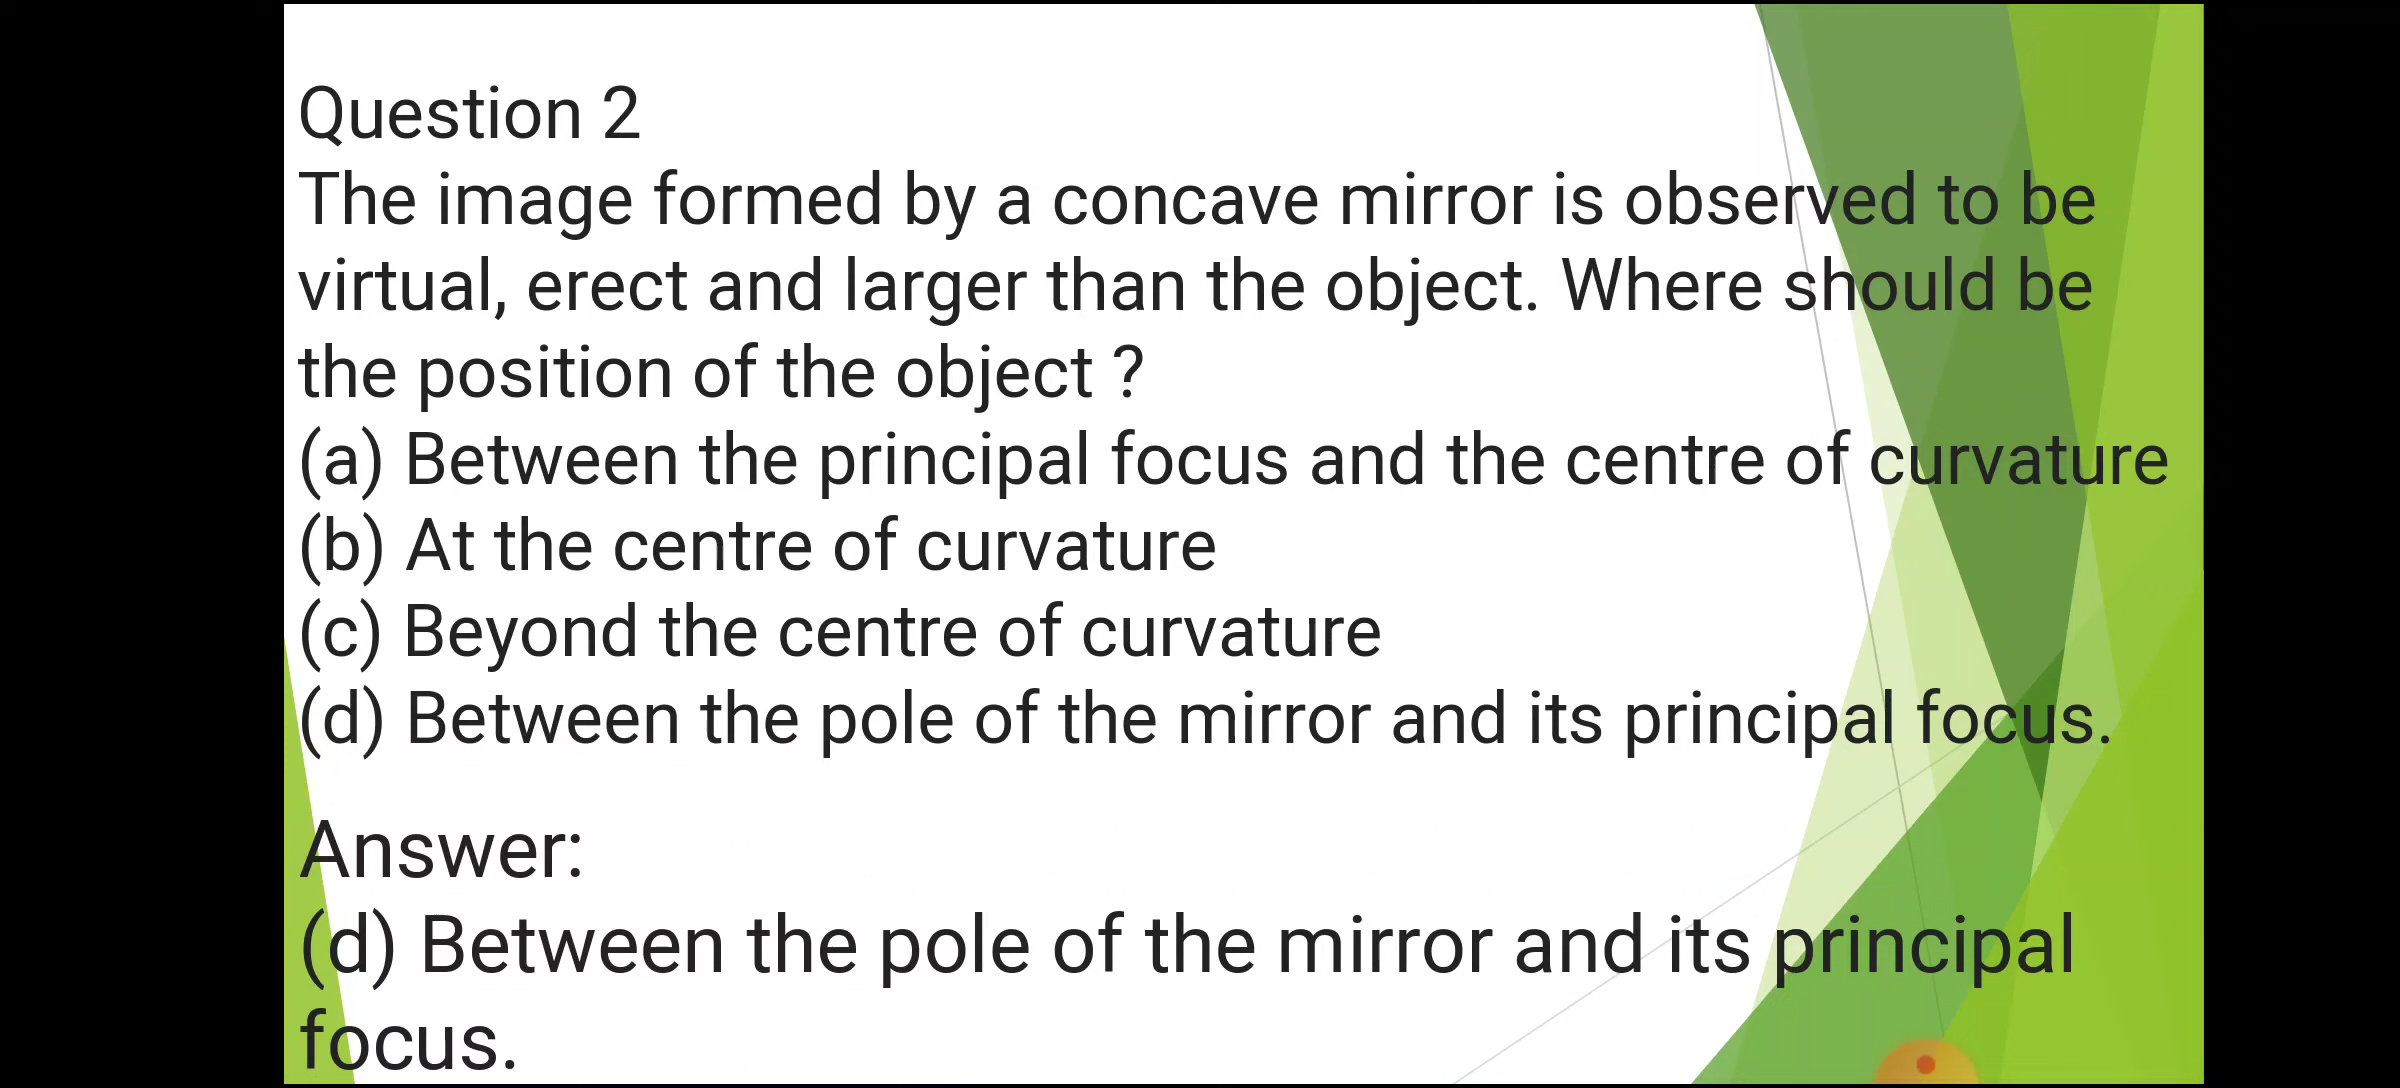 Question 2
The image formed by a concave mirror is observed to be
virtual, erect and larger than the object. Where should be
the position of the object ?
(a) Between the principal focus and the centre of curvature
(b) At the centre of curvature
(c) Beyond the centre of curvature
(d) Between the pole of the mirror and its principal focus.
Answer:
(d) Between the pole of the mirror and its principal
focus.